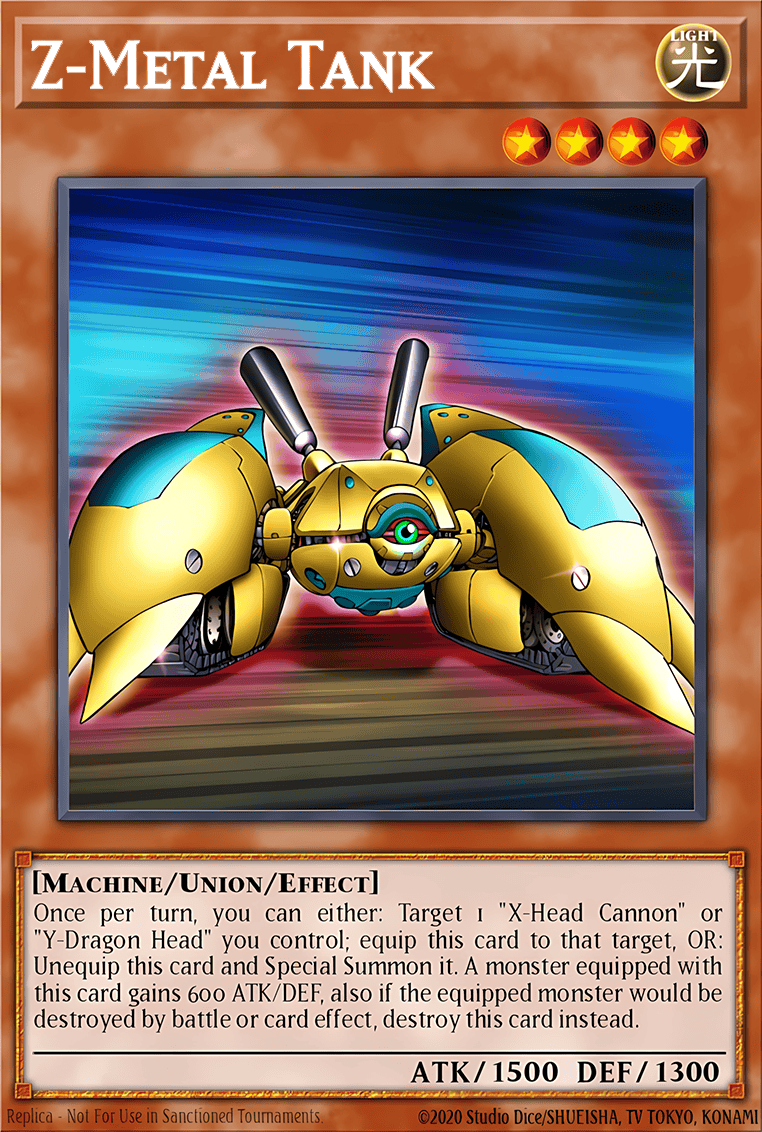 Z-Metal Tank
LIGHT
光
[Machine/Union/Effect]
Once per turn, you can either: Target 1 "X-Head Cannon" or
"Y-Dragon Head" you control; equip this card to that target, OR:
Unequip this card and Special Summon it. A monster equipped with
this card gains 600 ATK/DEF, also if the equipped monster would be
destroyed by battle or card effect, destroy this card instead.
ATK/1500 DEF/1300
Replica - Not For Use in Sanctioned Tournaments.
©2020 Studio Dice/SHUEISHA, TV TOKYO, KONAMI